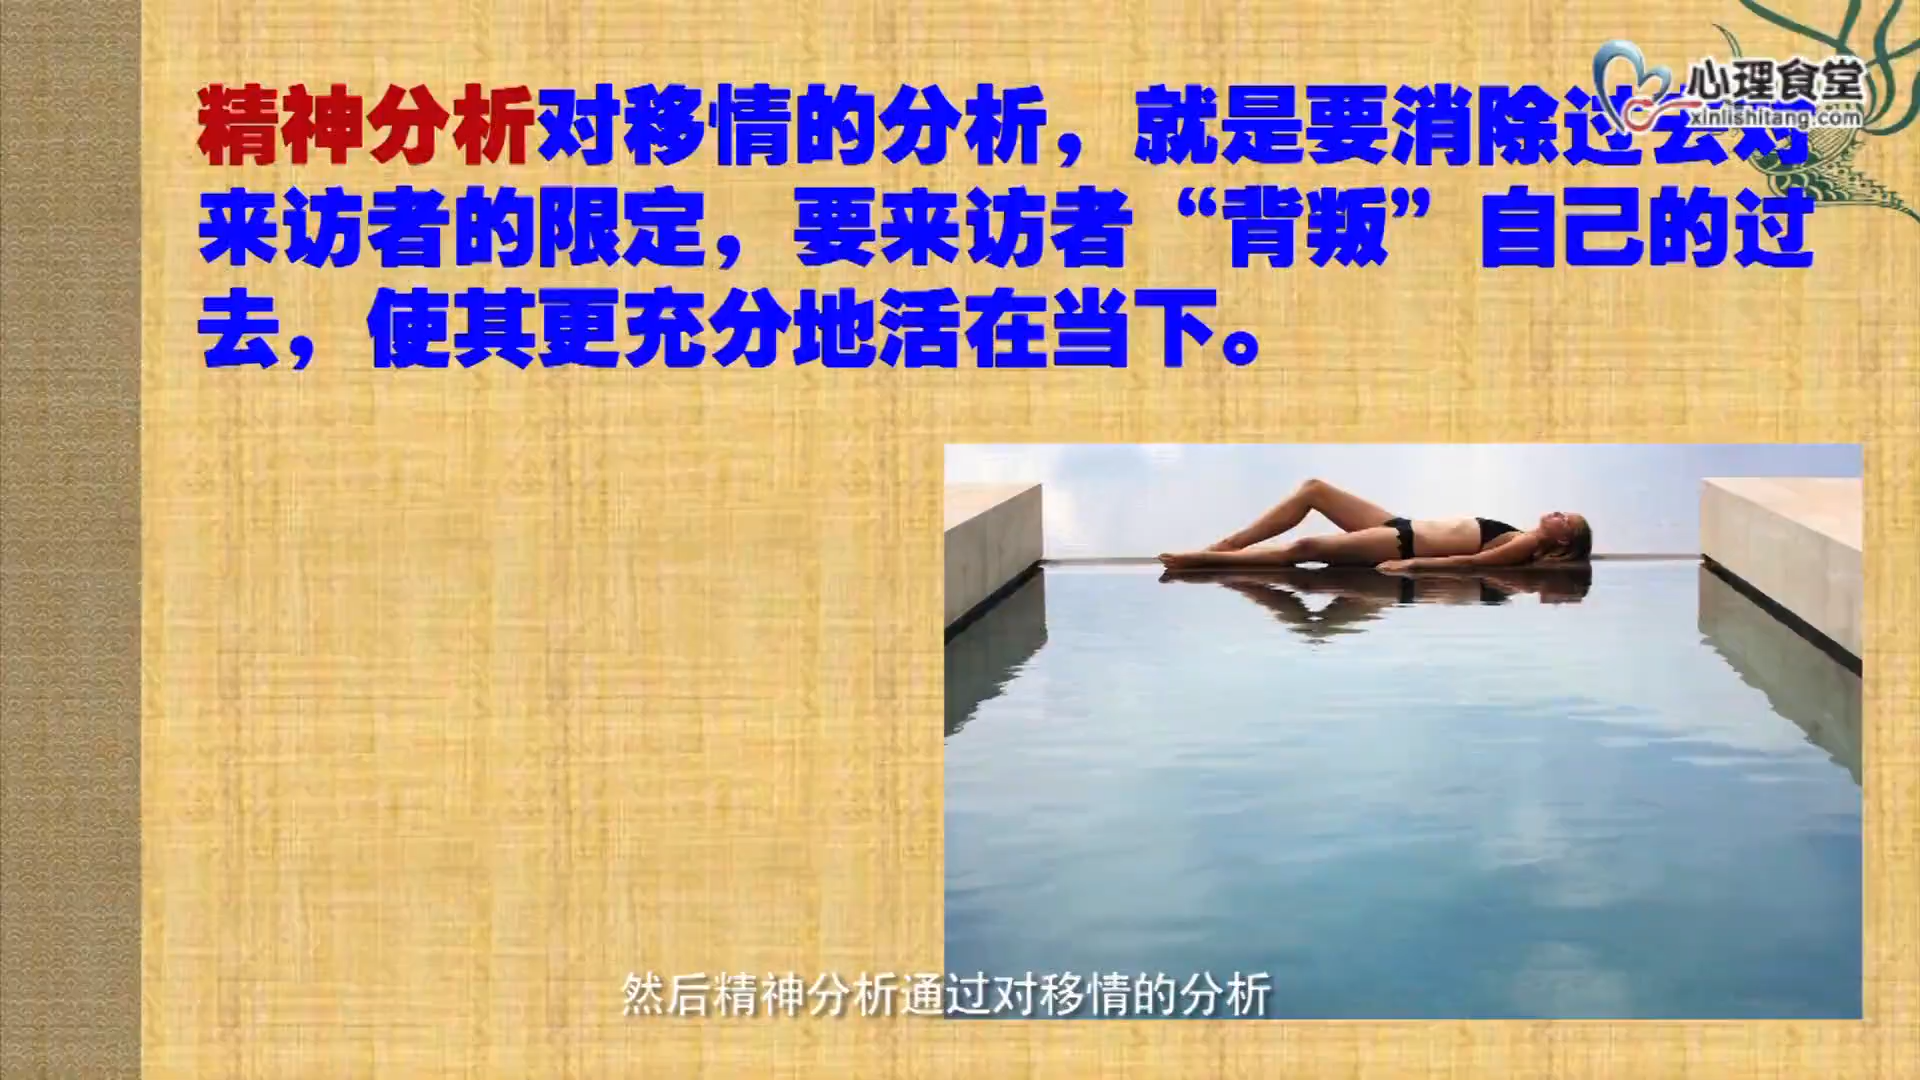 心理食堂
xinlishitang.com
精神分析对移情的分析，就是要消除过去对
来访者的限定，要来访者“背叛”自己的过
去，使其更充分地活在当下。
然后精神分析通过对移情的分析